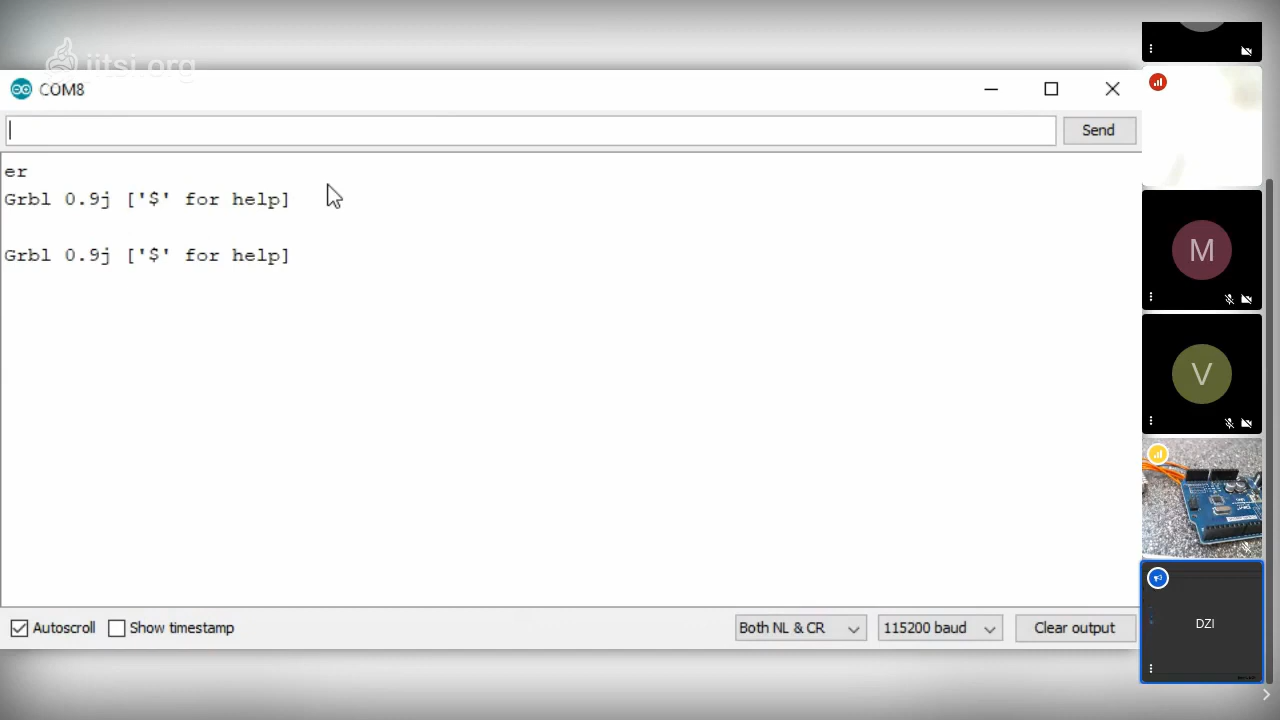 jitsi.org
COM8
Send
er
Grbl 0.9j ['$' for help]
Grbl 0.9j ['$' for help]
Autoscroll
Show timestamp
Both NL & CR
115200 baud
Clear output
M
V
DZI